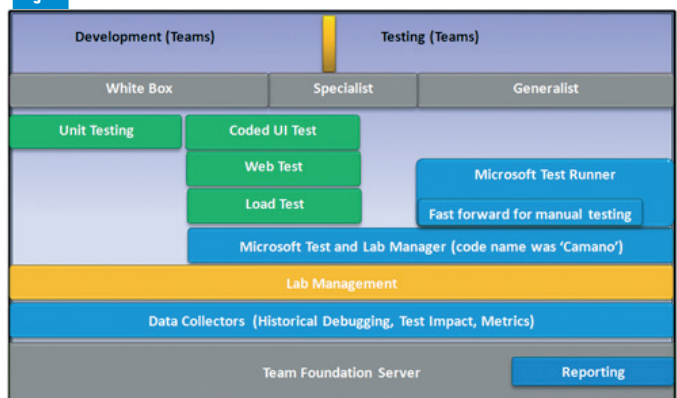 Development (Teams)
Testing (Teams)
White Box
Specialist
Generalist
Unit Testing
Coded UI Test
Web Test
Load Test
Microsoft Test Runner
Fast forward for manual testing
Microsoft Test and Lab Manager (code name was ‘Camano’)
Lab Management
Data Collectors (Historical Debugging, Test Impact, Metrics)
Team Foundation Server
Reporting